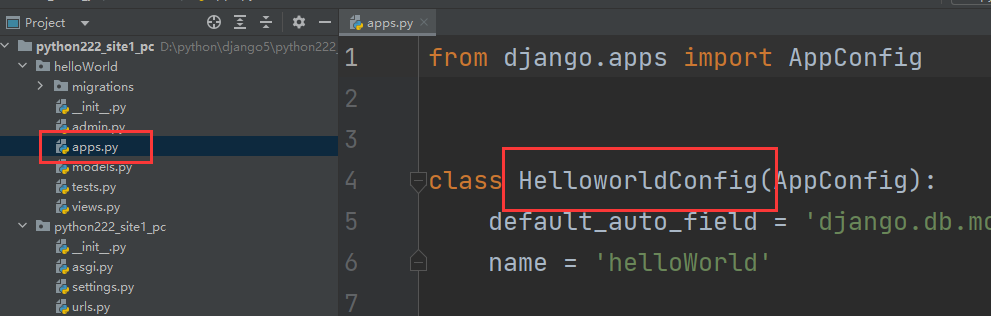 Project
apps.py
python222_site1_pc D:\python\django5\python222_
helloWorld
migrations
__init__.py
admin.py
apps.py
models.py
tests.py
views.py
python222_site1_pc
__init__.py
asgi.py
settings.py
urls.py
1 from django.apps import AppConfig
2
3
4 class HelloworldConfig(AppConfig):
5 default_auto_field = 'django.db.mo
6 name = 'helloWorld'
7